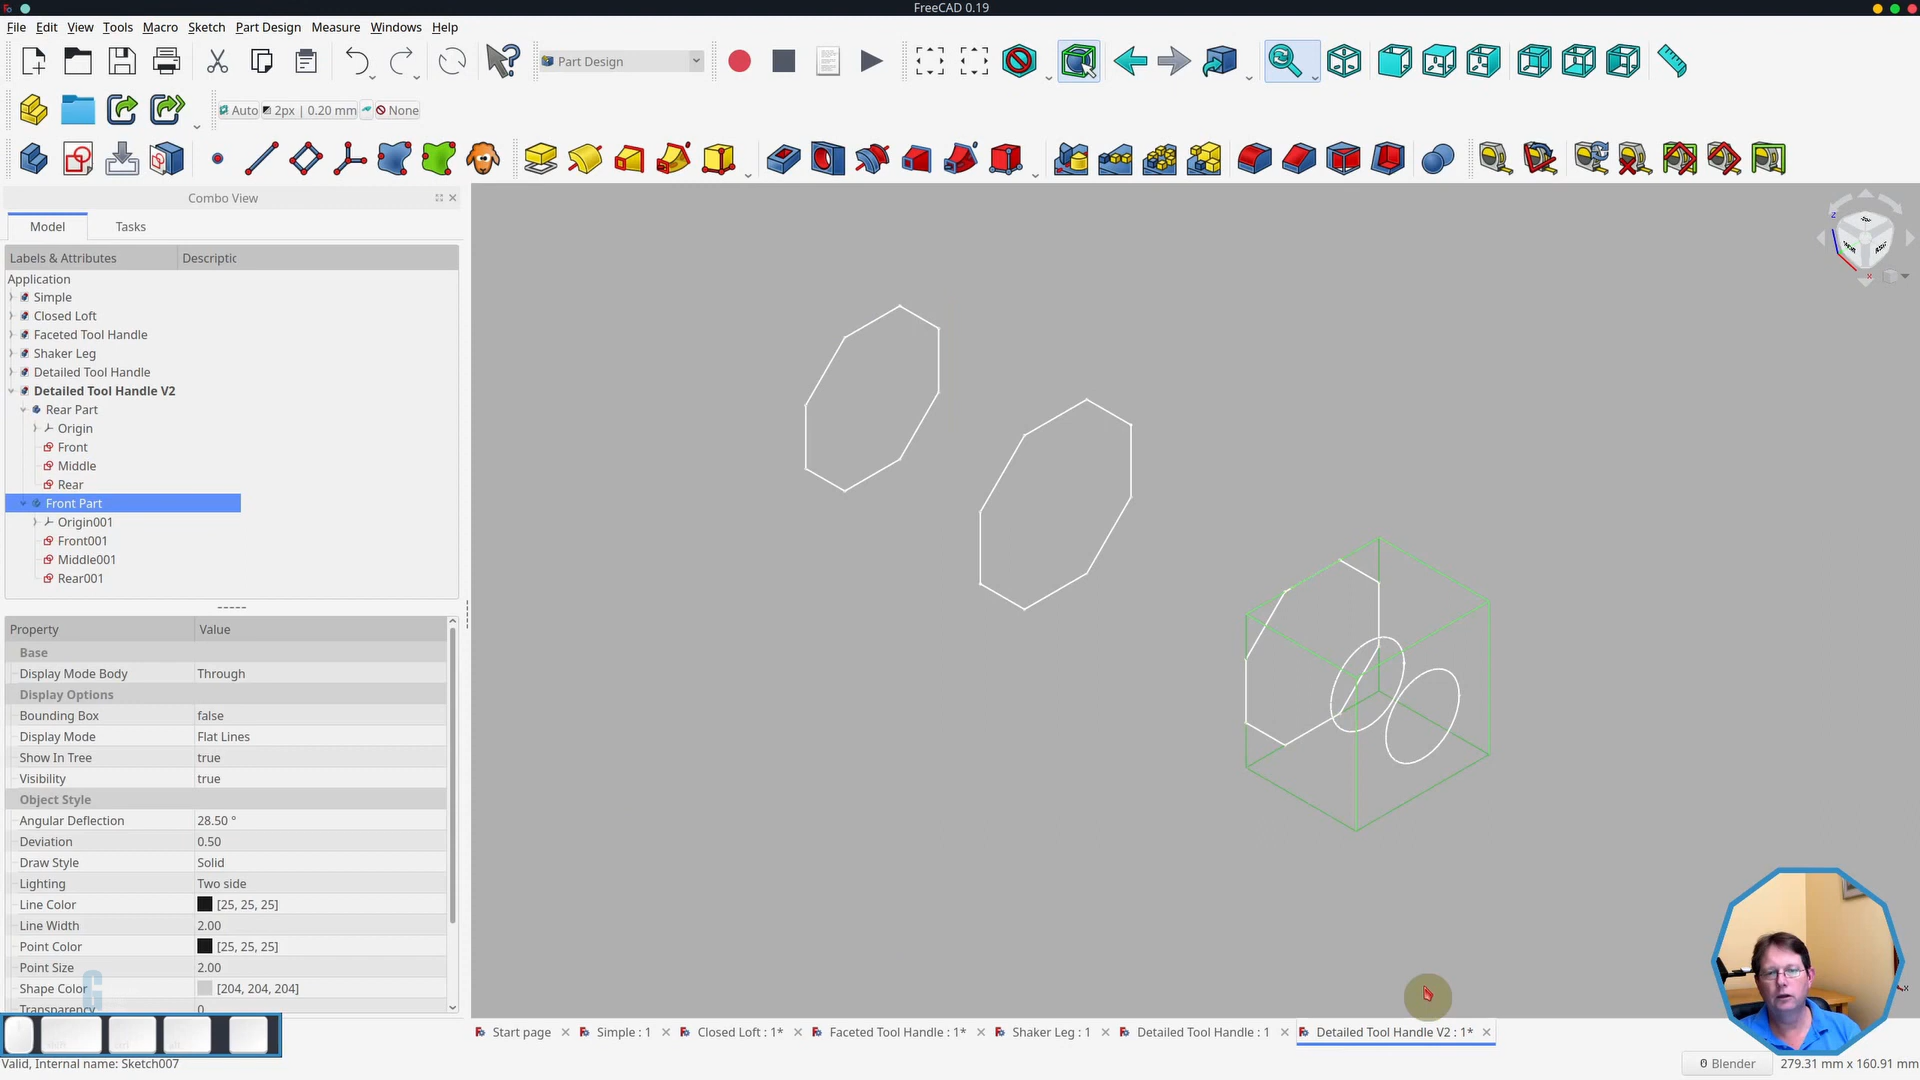 FreeCAD 0.19
File Edit View Tools Macro Sketch Part Design Measure Windows Help
Part Design
Auto 2px | 0.20 mm None
Combo View
Model Tasks
Labels & Attributes Descriptic
Application
Simple
Closed Loft
Faceted Tool Handle
Shaker Leg
Detailed Tool Handle
Detailed Tool Handle V2
Rear Part
Origin
Front
Middle
Rear
Front Part
Origin001
Front001
Middle001
Rear001
Property Value
Base
Display Mode Body Through
Display Options
Bounding Box false
Display Mode Flat Lines
Show In Tree true
Visibility true
Object Style
Angular Deflection 28.50 °
Deviation 0.50
Draw Style Solid
Lighting Two side
Line Color [25, 25, 25]
Line Width 2.00
Point Color [25, 25, 25]
Point Size 2.00
Shape Color [204, 204, 204]
Transparency 0
G
Start page Simple : 1 Closed Loft : 1* Faceted Tool Handle : 1* Shaker Leg : 1 Detailed Tool Handle : 1 Detailed Tool Handle V2 : 1*
Valid, Internal name: Sketch007
Blender 279.31 mm x 160.91 mm